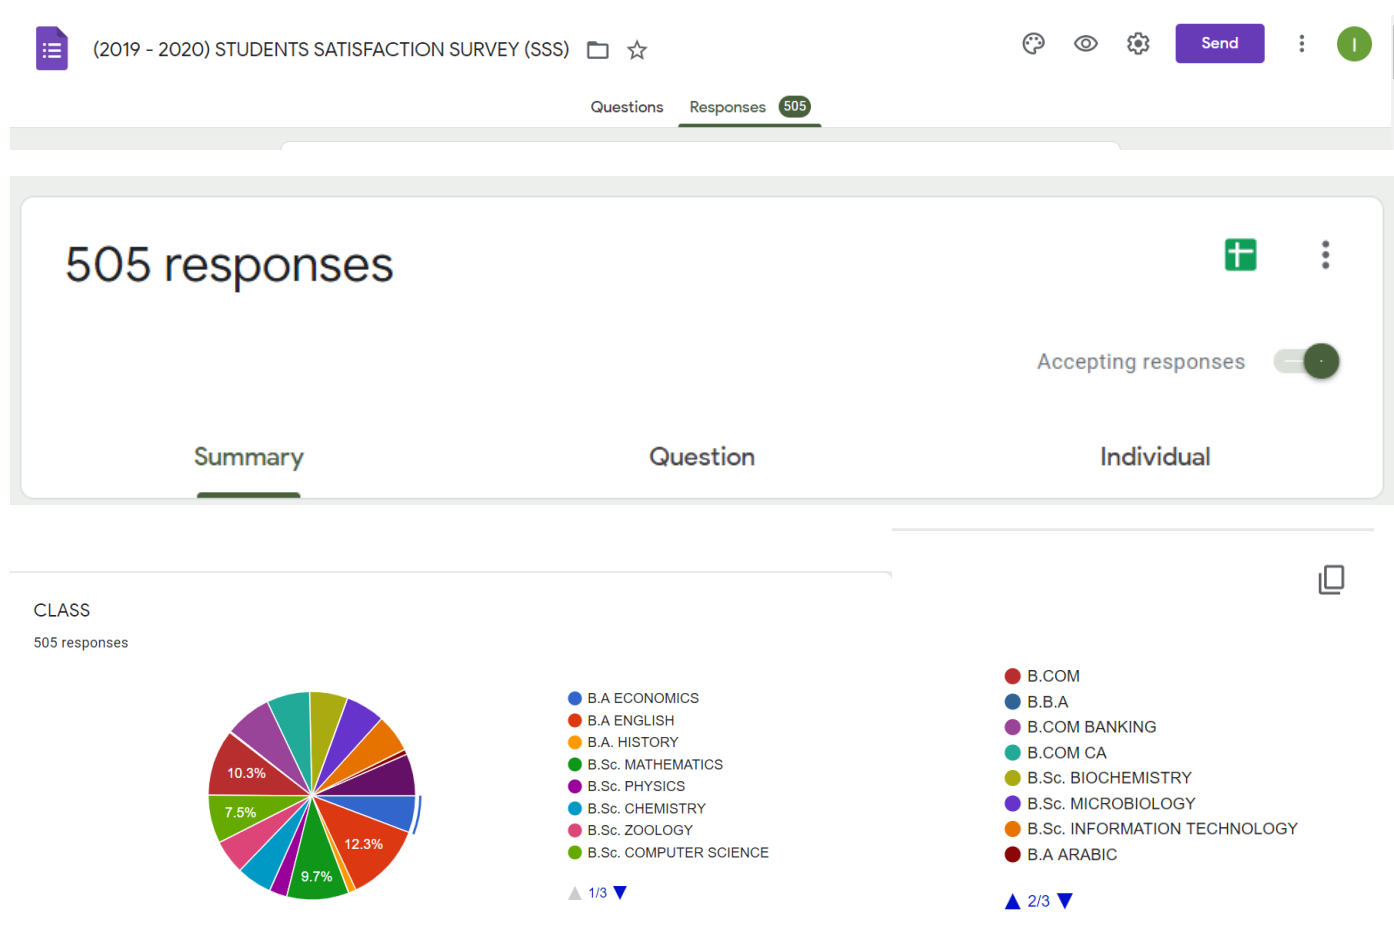 (2019 - 2020) STUDENTS SATISFACTION SURVEY (SSS)
Send
I
Questions
Responses 505
505 responses
Accepting responses
Summary
Question
Individual
CLASS
505 responses
10.3%
7.5%
9.7%
12.3%
B.A ECONOMICS
B.A ENGLISH
B.A. HISTORY
B.Sc. MATHEMATICS
B.Sc. PHYSICS
B.Sc. CHEMISTRY
B.Sc. ZOOLOGY
B.Sc. COMPUTER SCIENCE
1/3
B.COM
B.B.A
B.COM BANKING
B.COM CA
B.Sc. BIOCHEMISTRY
B.Sc. MICROBIOLOGY
B.Sc. INFORMATION TECHNOLOGY
B.A ARABIC
2/3